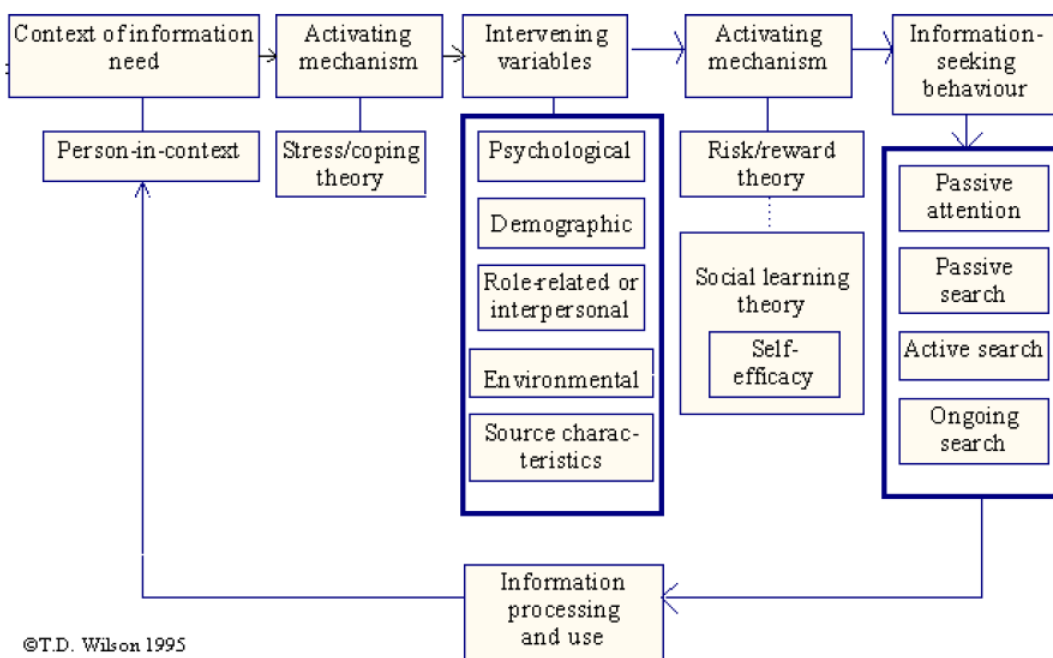 Context of information
need
Activating
mechanism
Intervening
variables
Activating
mechanism
Information-
seeking
behaviour
Person-in-context
Stress/coping
theory
Psychological
Demographic
Role-related or
interpersonal
Environmental
Source charac-
teristics
Risk/reward
theory
Social learning
theory
Self-
efficacy
Passive
attention
Passive
search
Active search
Ongoing
search
Information
processing
and use
©T.D. Wilson 1995